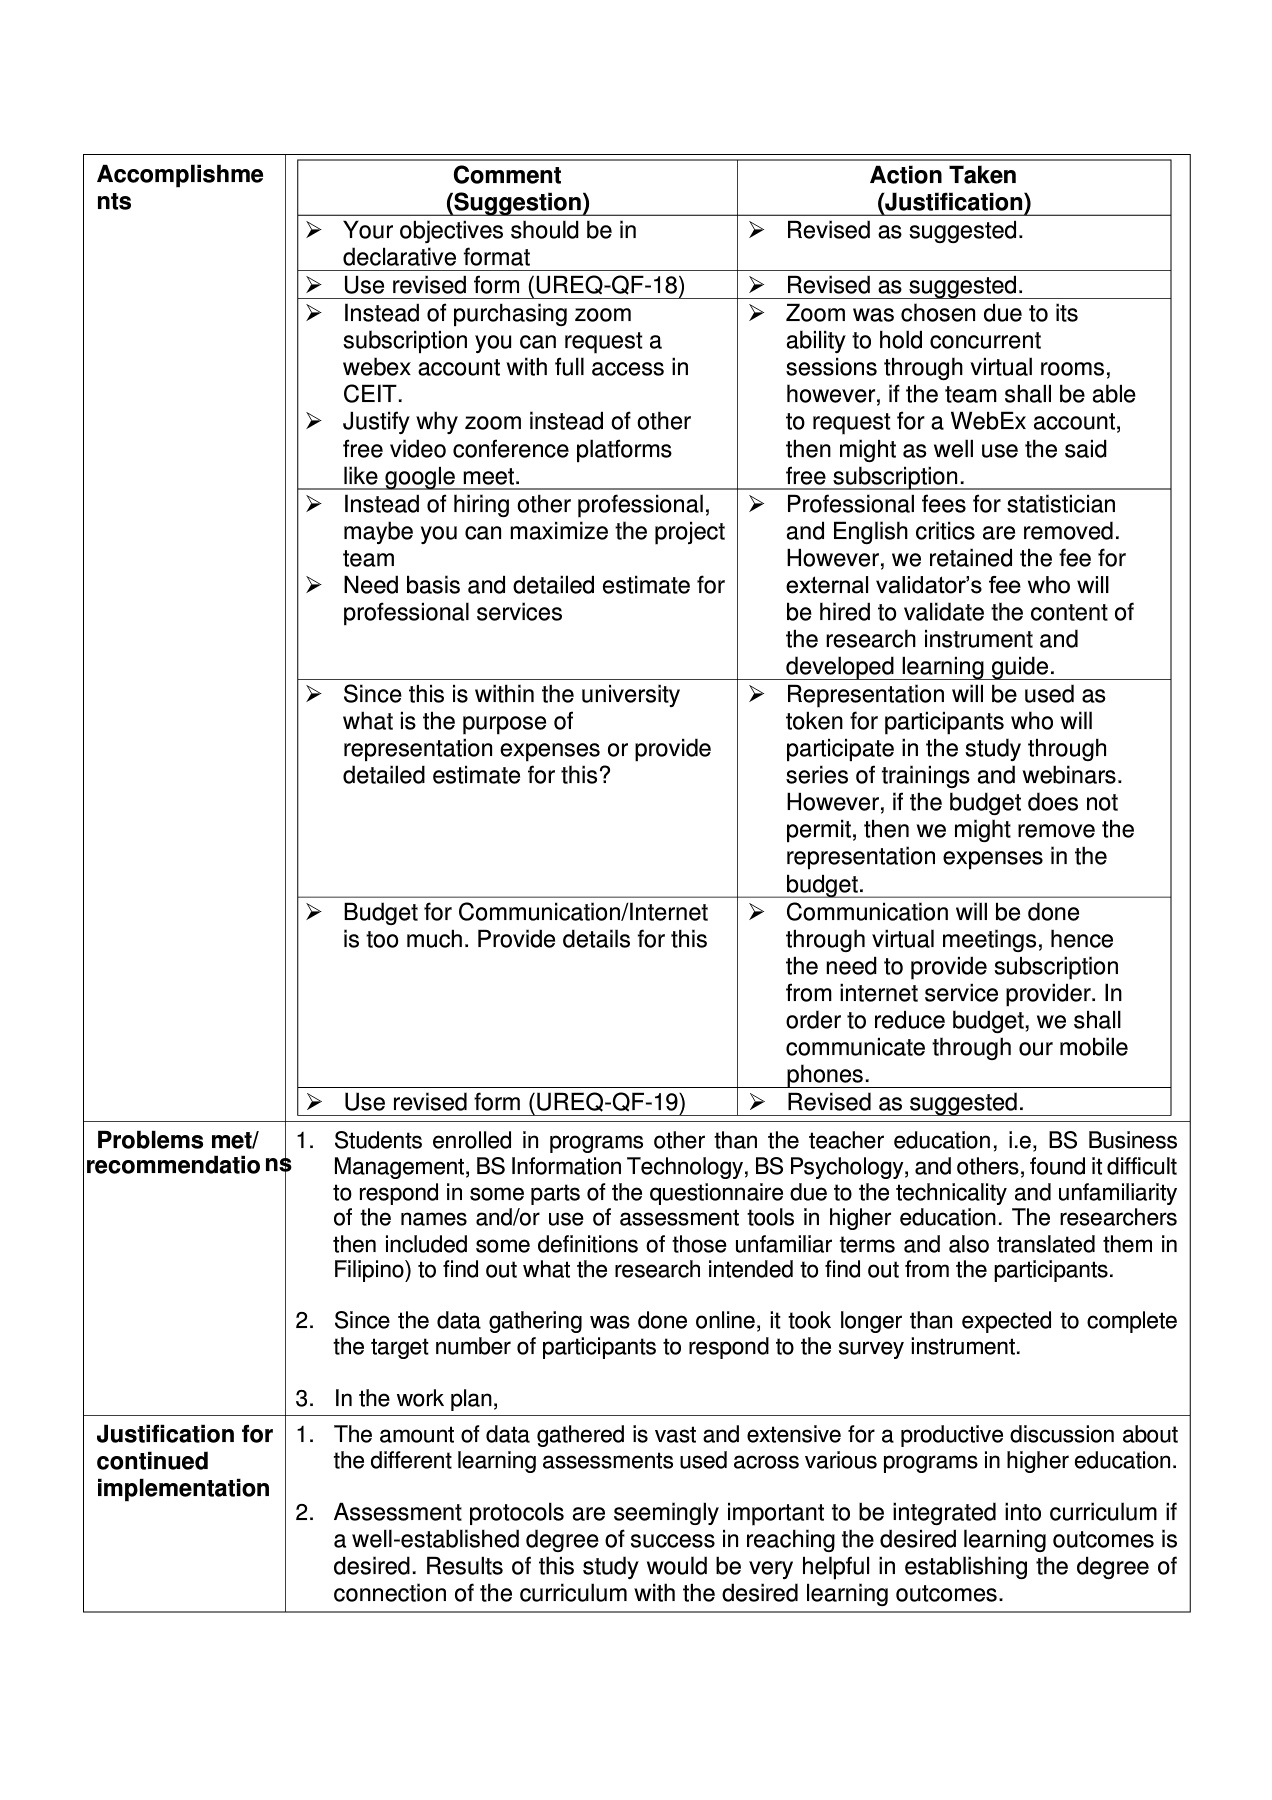 Accomplishme
nts
Comment
(Suggestion)
Action Taken
(Justification)
➢ Your objectives should be in
declarative format
➢ Revised as suggested.
➢ Use revised form (UREQ-QF-18)
➢ Revised as suggested.
➢ Instead of purchasing zoom
subscription you can request a
webex account with full access in
CEIT.
➢ Justify why zoom instead of other
free video conference platforms
like google meet.
➢ Zoom was chosen due to its
ability to hold concurrent
sessions through virtual rooms,
however, if the team shall be able
to request for a WebEx account,
then might as well use the said
free subscription.
➢ Instead of hiring other professional,
maybe you can maximize the project
team
➢ Need basis and detailed estimate for
professional services
➢ Professional fees for statistician
and English critics are removed.
However, we retained the fee for
external validator’s fee who will
be hired to validate the content of
the research instrument and
developed learning guide.
➢ Since this is within the university
what is the purpose of
representation expenses or provide
detailed estimate for this?
➢ Representation will be used as
token for participants who will
participate in the study through
series of trainings and webinars.
However, if the budget does not
permit, then we might remove the
representation expenses in the
budget.
➢ Budget for Communication/Internet
is too much. Provide details for this
➢ Communication will be done
through virtual meetings, hence
the need to provide subscription
from internet service provider. In
order to reduce budget, we shall
communicate through our mobile
phones.
➢ Use revised form (UREQ-QF-19)
➢ Revised as suggested.
Problems met/
recommendatio ns
1. Students enrolled in programs other than the teacher education, i.e, BS Business
Management, BS Information Technology, BS Psychology, and others, found it difficult
to respond in some parts of the questionnaire due to the technicality and unfamiliarity
of the names and/or use of assessment tools in higher education. The researchers
then included some definitions of those unfamiliar terms and also translated them in
Filipino) to find out what the research intended to find out from the participants.
2. Since the data gathering was done online, it took longer than expected to complete
the target number of participants to respond to the survey instrument.
3. In the work plan,
Justification for
continued
implementation
1. The amount of data gathered is vast and extensive for a productive discussion about
the different learning assessments used across various programs in higher education.
2. Assessment protocols are seemingly important to be integrated into curriculum if
a well-established degree of success in reaching the desired learning outcomes is
desired. Results of this study would be very helpful in establishing the degree of
connection of the curriculum with the desired learning outcomes.